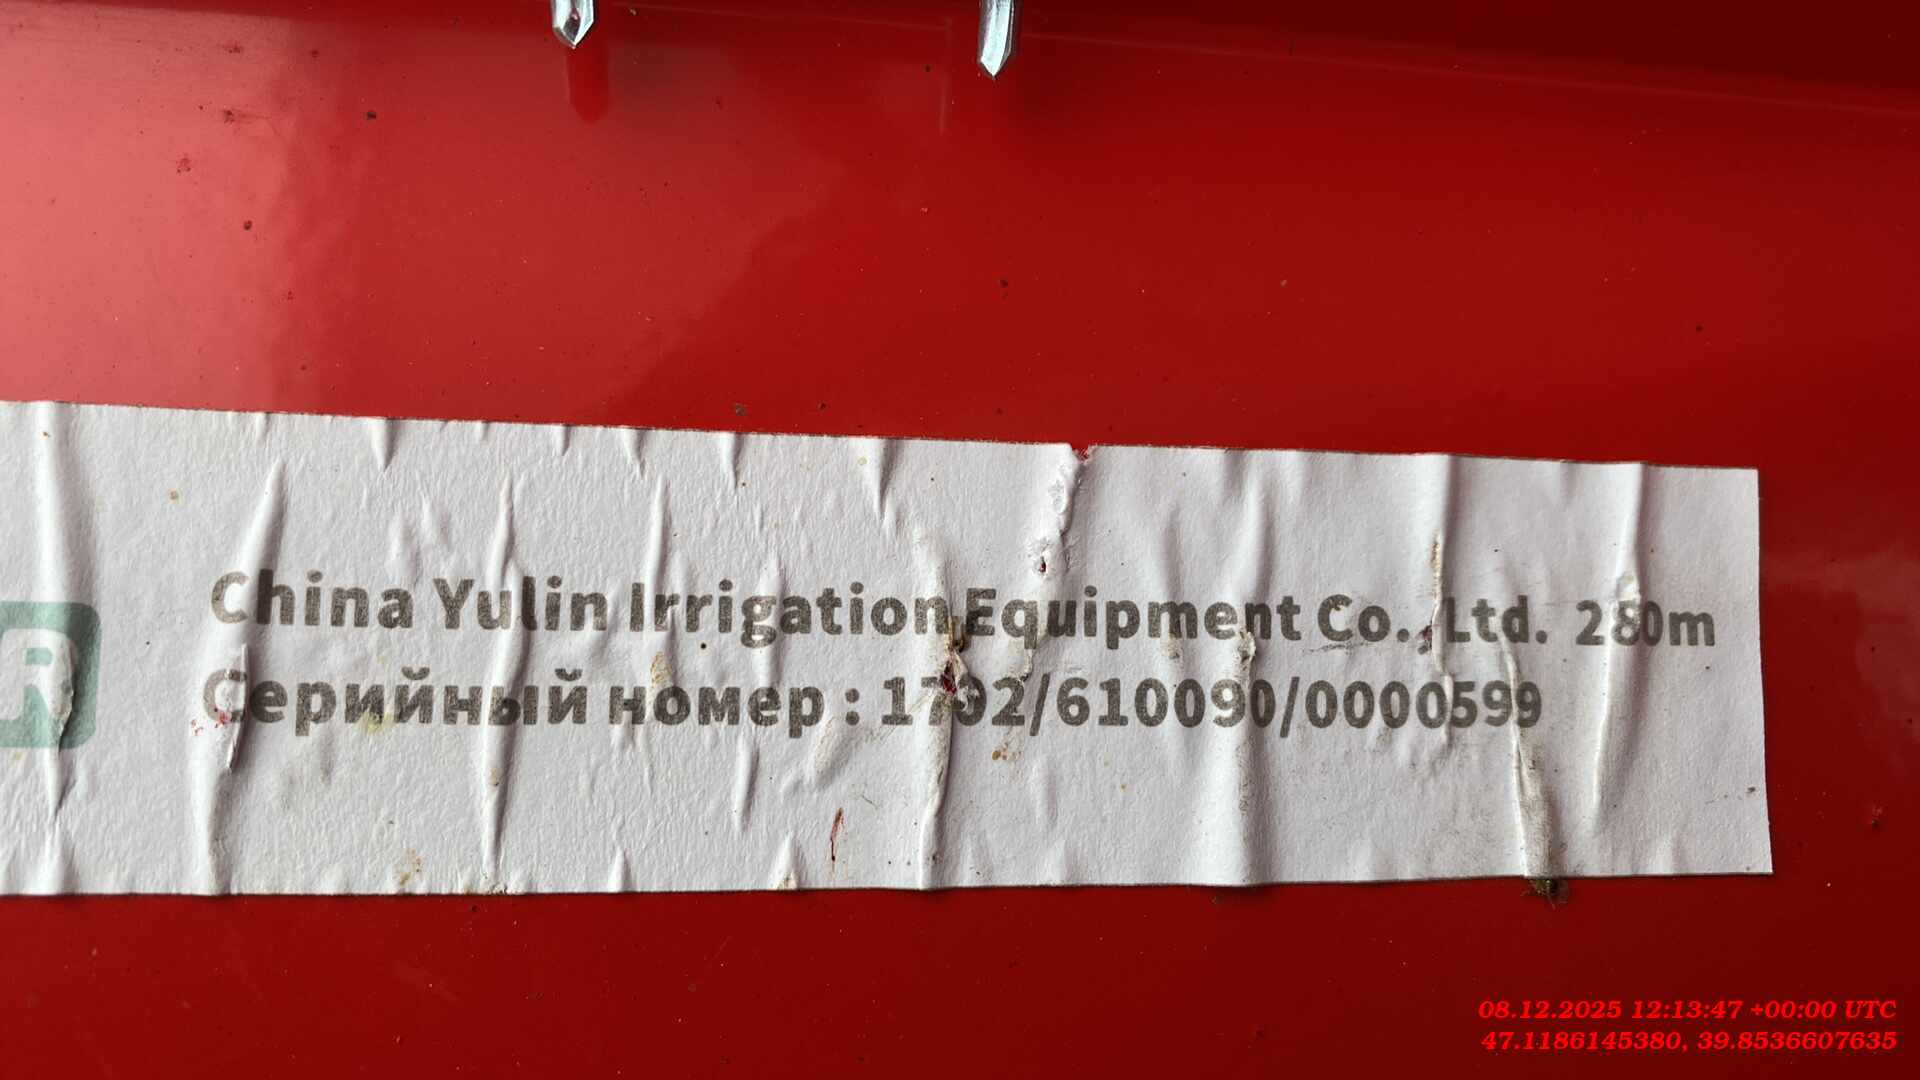 R
China Yulin Irrigation Equipment Co., Ltd. 280m
Серийный номер : 1702/610090/0000599
08.12.2025 12:13:47 +00:00 UTC
47.1186145380, 39.8536607635